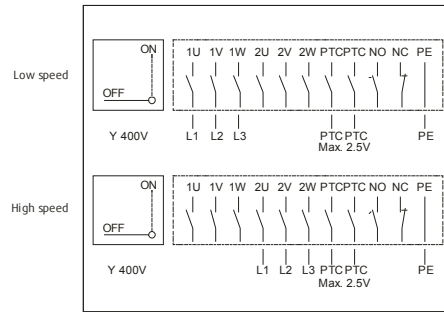 ON 1U 1V 1W 2U 2V 2W PTC PTC NO NC PE
Low speed
OFF
Y 400V L1 L2 L3 PTC PTC PE
Max. 2.5V
ON 1U 1V 1W 2U 2V 2W PTC PTC NO NC PE
High speed
OFF
Y 400V L1 L2 L3 PTC PTC PE
Max. 2.5V